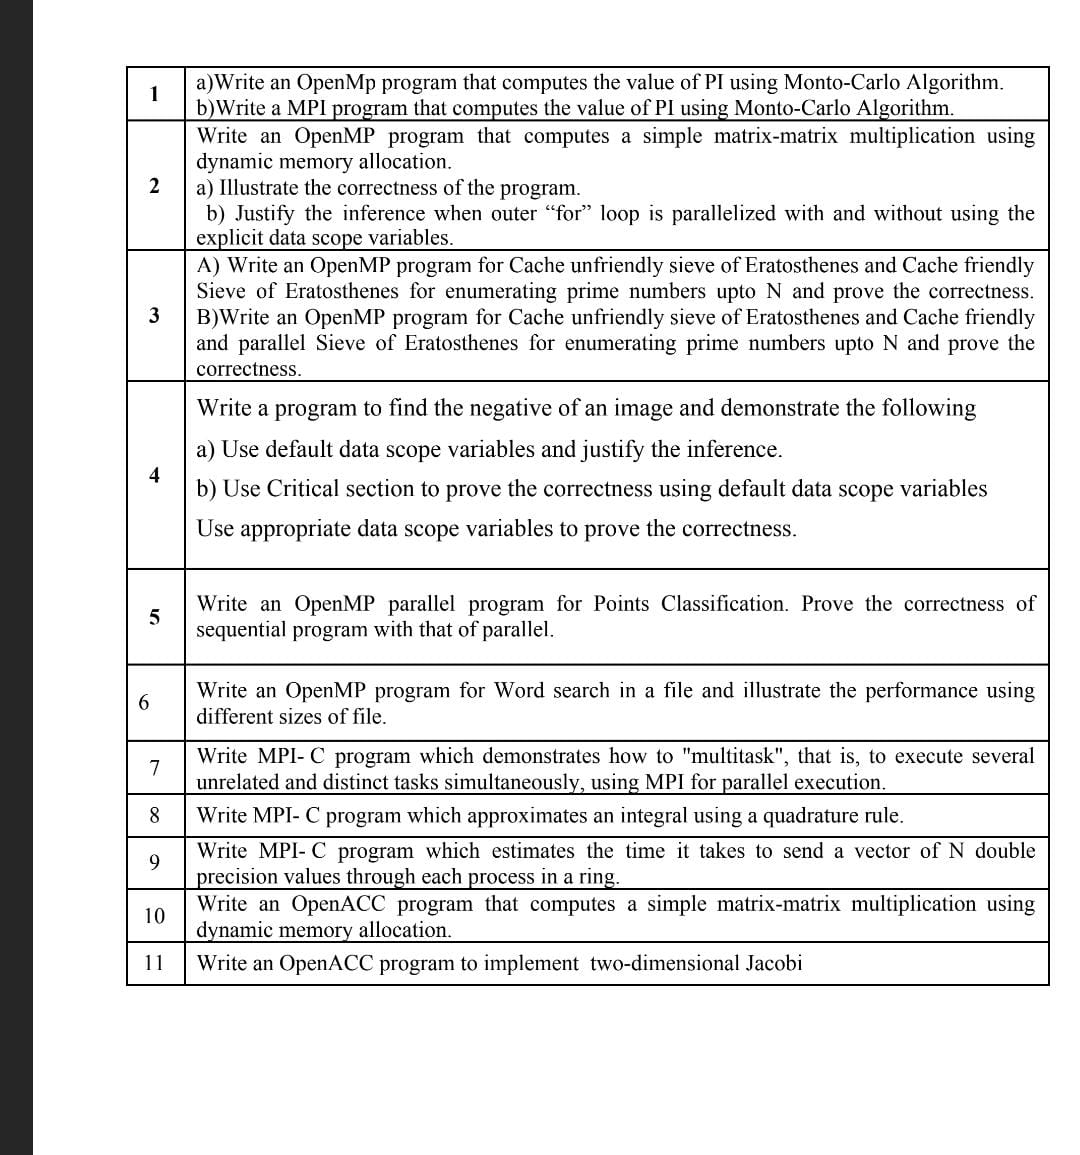 1
a)Write an OpenMp program that computes the value of PI using Monto-Carlo Algorithm.
b)Write a MPI program that computes the value of PI using Monto-Carlo Algorithm.
2
Write an OpenMP program that computes a simple matrix-matrix multiplication using
dynamic memory allocation.
a) Illustrate the correctness of the program.
b) Justify the inference when outer “for” loop is parallelized with and without using the
explicit data scope variables.
3
A) Write an OpenMP program for Cache unfriendly sieve of Eratosthenes and Cache friendly
Sieve of Eratosthenes for enumerating prime numbers upto N and prove the correctness.
B)Write an OpenMP program for Cache unfriendly sieve of Eratosthenes and Cache friendly
and parallel Sieve of Eratosthenes for enumerating prime numbers upto N and prove the
correctness.
4
Write a program to find the negative of an image and demonstrate the following
a) Use default data scope variables and justify the inference.
b) Use Critical section to prove the correctness using default data scope variables
Use appropriate data scope variables to prove the correctness.
5
Write an OpenMP parallel program for Points Classification. Prove the correctness of
sequential program with that of parallel.
6
Write an OpenMP program for Word search in a file and illustrate the performance using
different sizes of file.
7
Write MPI- C program which demonstrates how to "multitask", that is, to execute several
unrelated and distinct tasks simultaneously, using MPI for parallel execution.
8
Write MPI- C program which approximates an integral using a quadrature rule.
9
Write MPI- C program which estimates the time it takes to send a vector of N double
precision values through each process in a ring.
10
Write an OpenACC program that computes a simple matrix-matrix multiplication using
dynamic memory allocation.
11
Write an OpenACC program to implement two-dimensional Jacobi